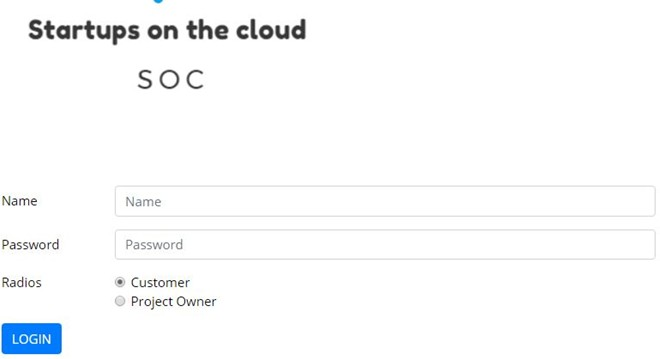 Startups on the cloud
SOC
Name Name
Password Password
Radios Customer
Project Owner
LOGIN